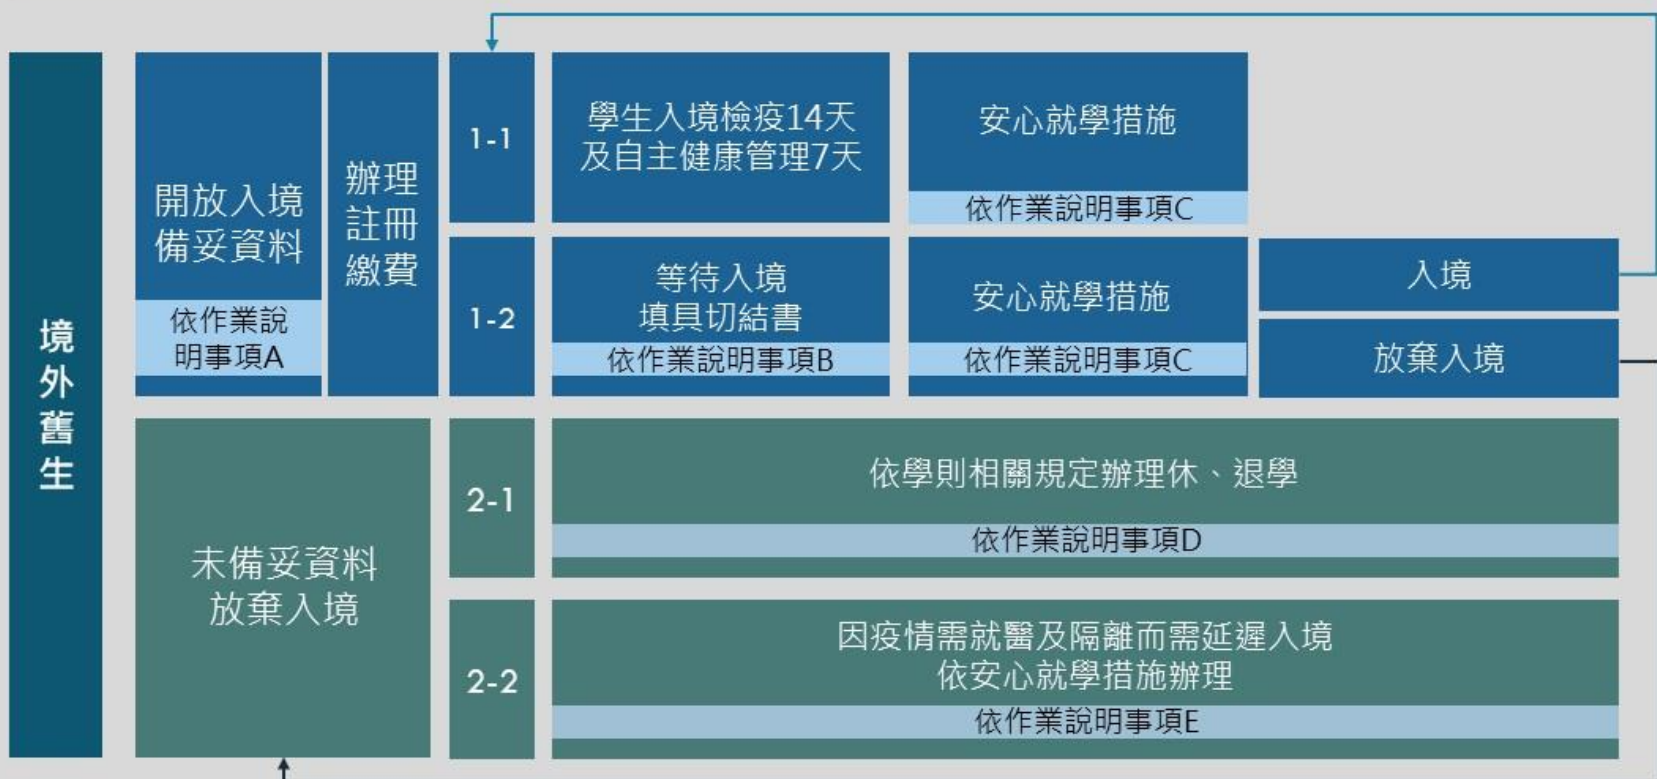 境外舊生
開放入境
備妥資料
依作業說
明事項A
辦理
註冊
繳費
1-1
學生入境檢疫14天
及自主健康管理7天
安心就學措施
依作業說明事項C
1-2
等待入境
填具切結書
依作業說明事項B
安心就學措施
依作業說明事項C
入境
放棄入境
未備妥資料
放棄入境
2-1
依學則相關規定辦理休、退學
依作業說明事項D
2-2
因疫情需就醫及隔離而需延遲入境
依安心就學措施辦理
依作業說明事項E